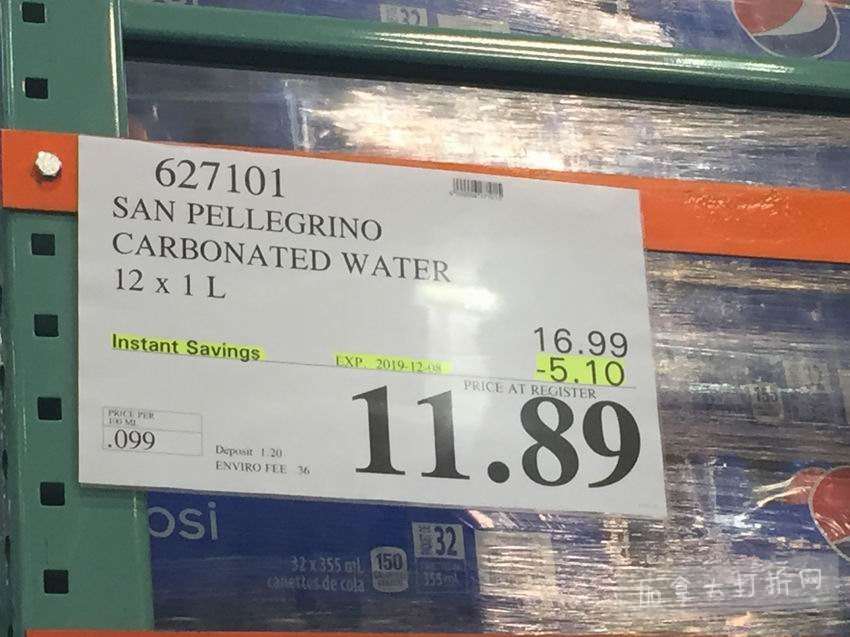 32
627101
SAN PELLEGRINO
CARBONATED WATER
12 x 1 L
16.99
Instant Savings
EXP. 2019-12-08
-5.10
PRICE AT REGISTER
11.89
PRICE PER
100 ML
.099
Deposit 1.20
ENVIRO FEE 36
osi
32
32 x 355 mL
150
355 mL
canettes de cola
加拿大打折网